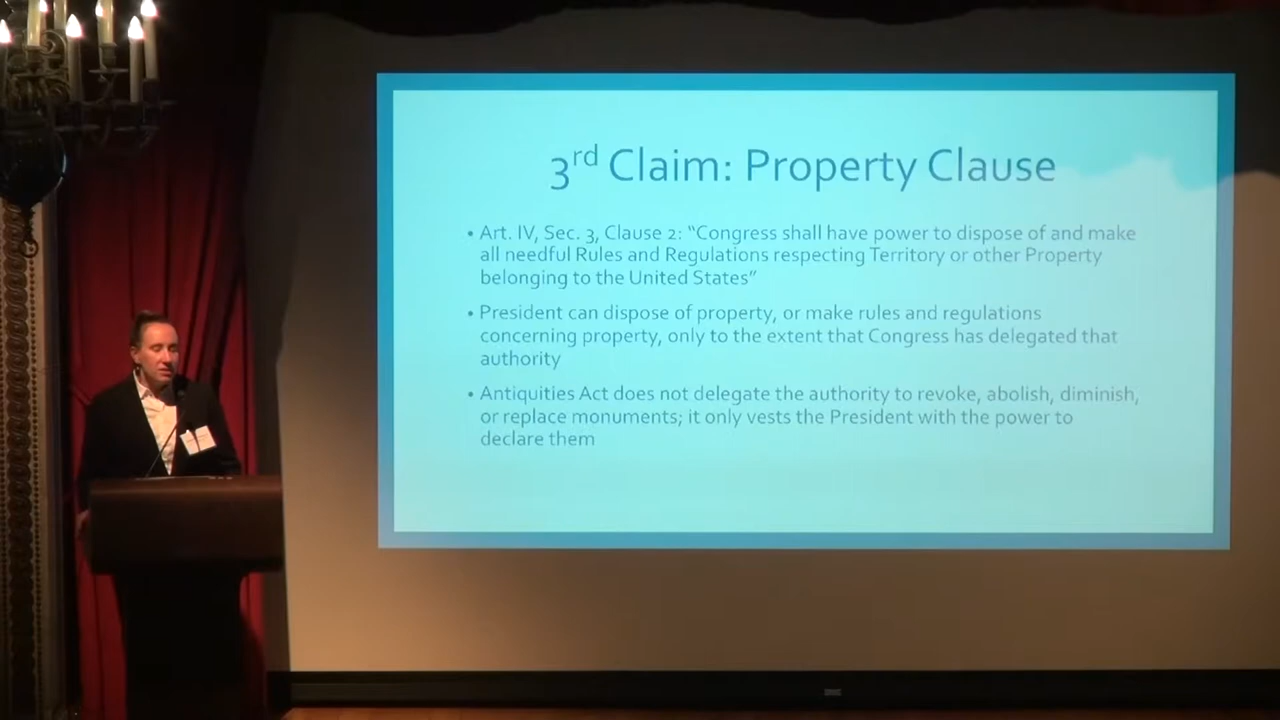 3rd Claim: Property Clause
• Art. IV, Sec. 3, Clause 2: “Congress shall have power to dispose of and make
all needful Rules and Regulations respecting Territory or other Property
belonging to the United States”
• President can dispose of property, or make rules and regulations
concerning property, only to the extent that Congress has delegated that
authority
• Antiquities Act does not delegate the authority to revoke, abolish, diminish,
or replace monuments; it only vests the President with the power to
declare them